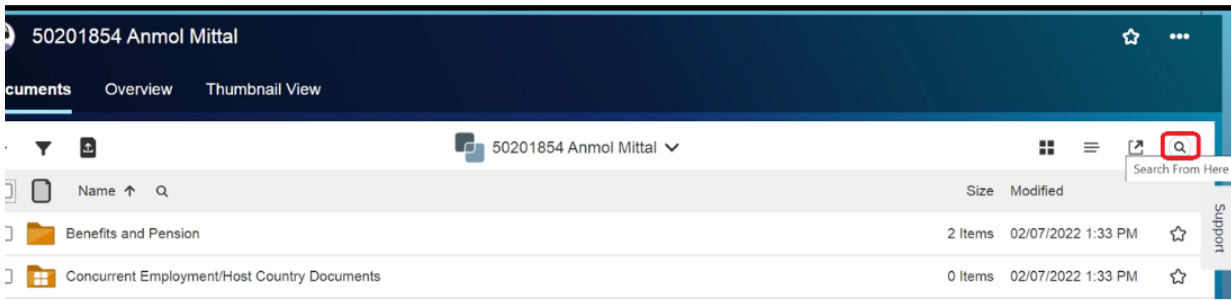 50201854 Anmol Mittal
cuments Overview Thumbnail View
50201854 Anmol Mittal
Search From Here
Name Size Modified
Benefits and Pension 2 Items 02/07/2022 1:33 PM
Concurrent Employment/Host Country Documents 0 Items 02/07/2022 1:33 PM
Support